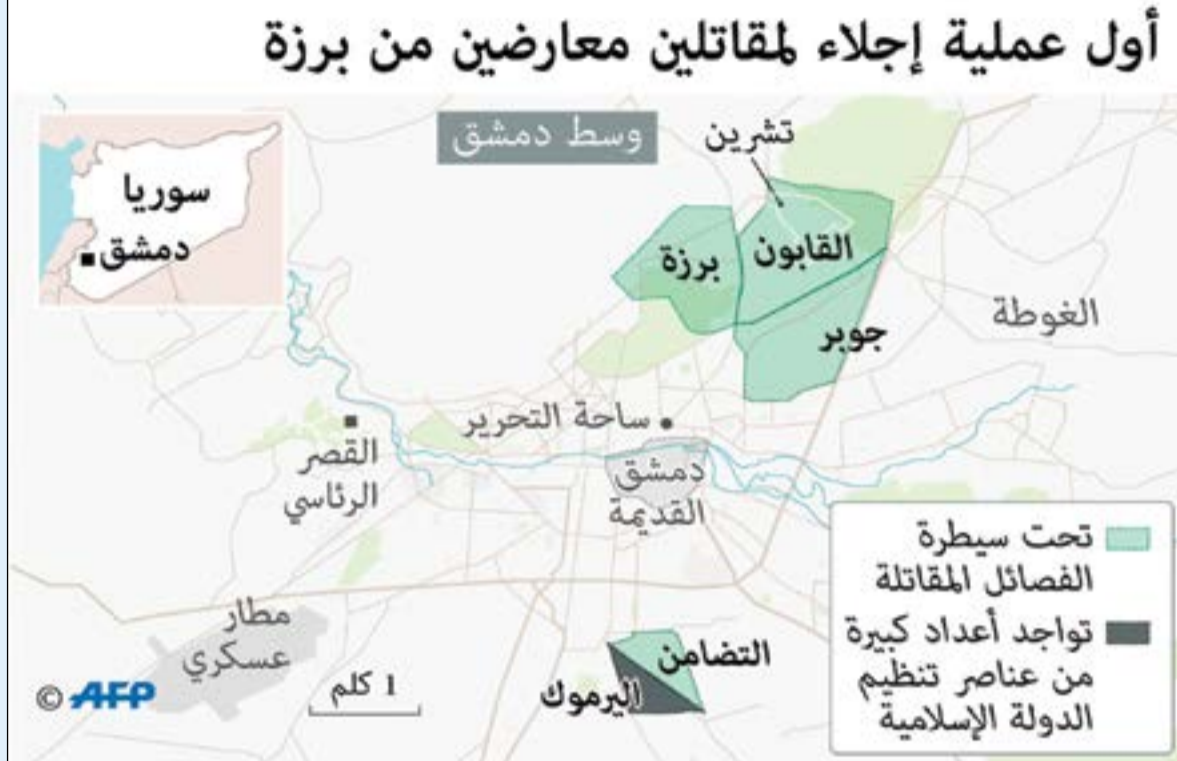 أول عملية إجلاء لمقاتلين معارضين من برزة
وسط دمشق
تشرين
سوريا
دمشق
القابون
برزة
جوبر
الغوطة
ساحة التحرير
القصر
الرئاسي
دمشق
القديمة
تحت سيطرة
الفصائل المقاتلة
تواجد أعداد كبيرة
من عناصر تنظيم
الدولة الإسلامية
مطار
عسكري
التضامن
اليرموك
1 كلم
© AFP